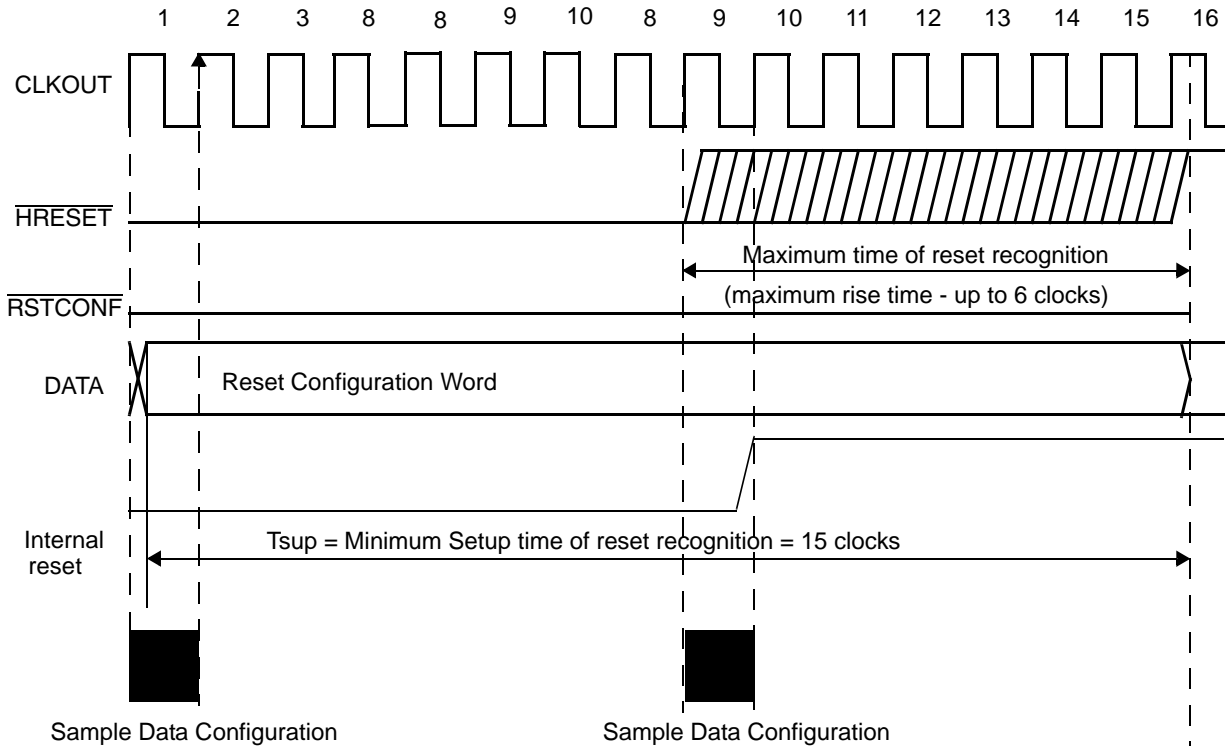 1 2 3 8 8 9 10 8 9 10 11 12 13 14 15 16
CLKOUT
HRESET
Maximum time of reset recognition
(maximum rise time - up to 6 clocks)
RSTCONF
DATA
Reset Configuration Word
Internal
reset
Tsup = Minimum Setup time of reset recognition = 15 clocks
Sample Data Configuration
Sample Data Configuration